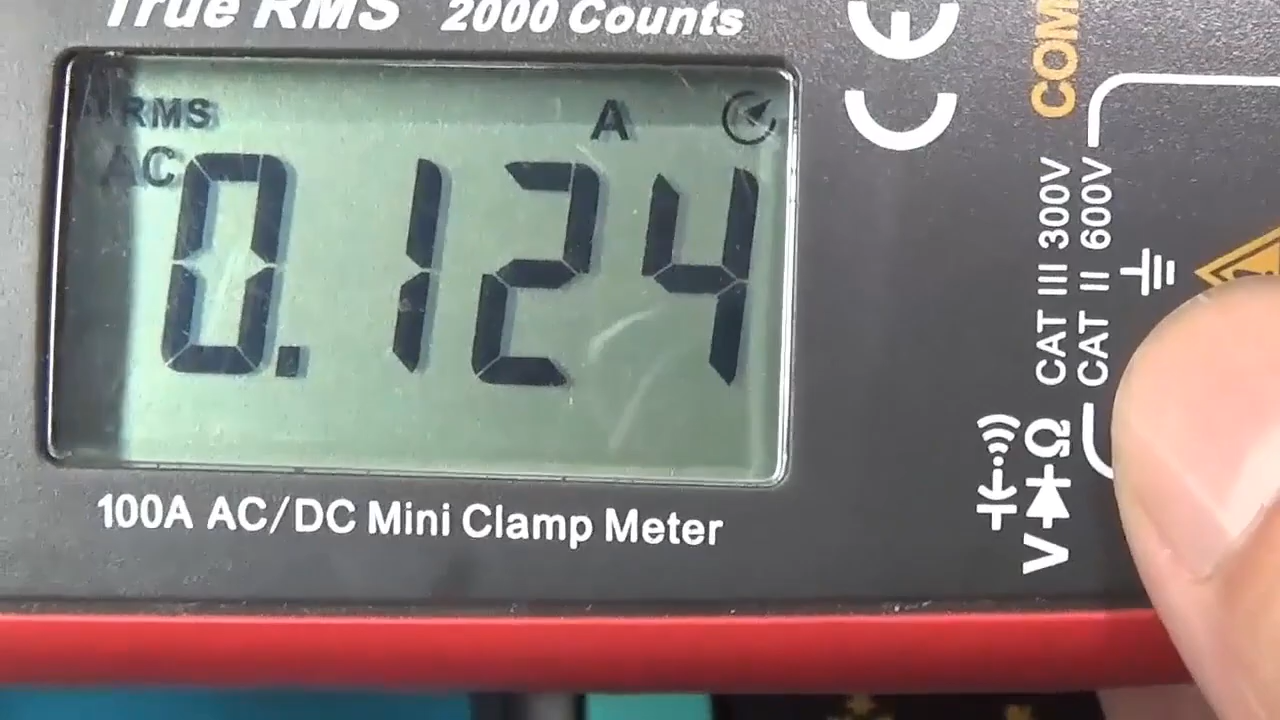 True RMS 2000 Counts
T RMS A
AC 0.124
100A AC/DC Mini Clamp Meter
CE
COM
CAT III 300V
CAT II 600V
VΩ